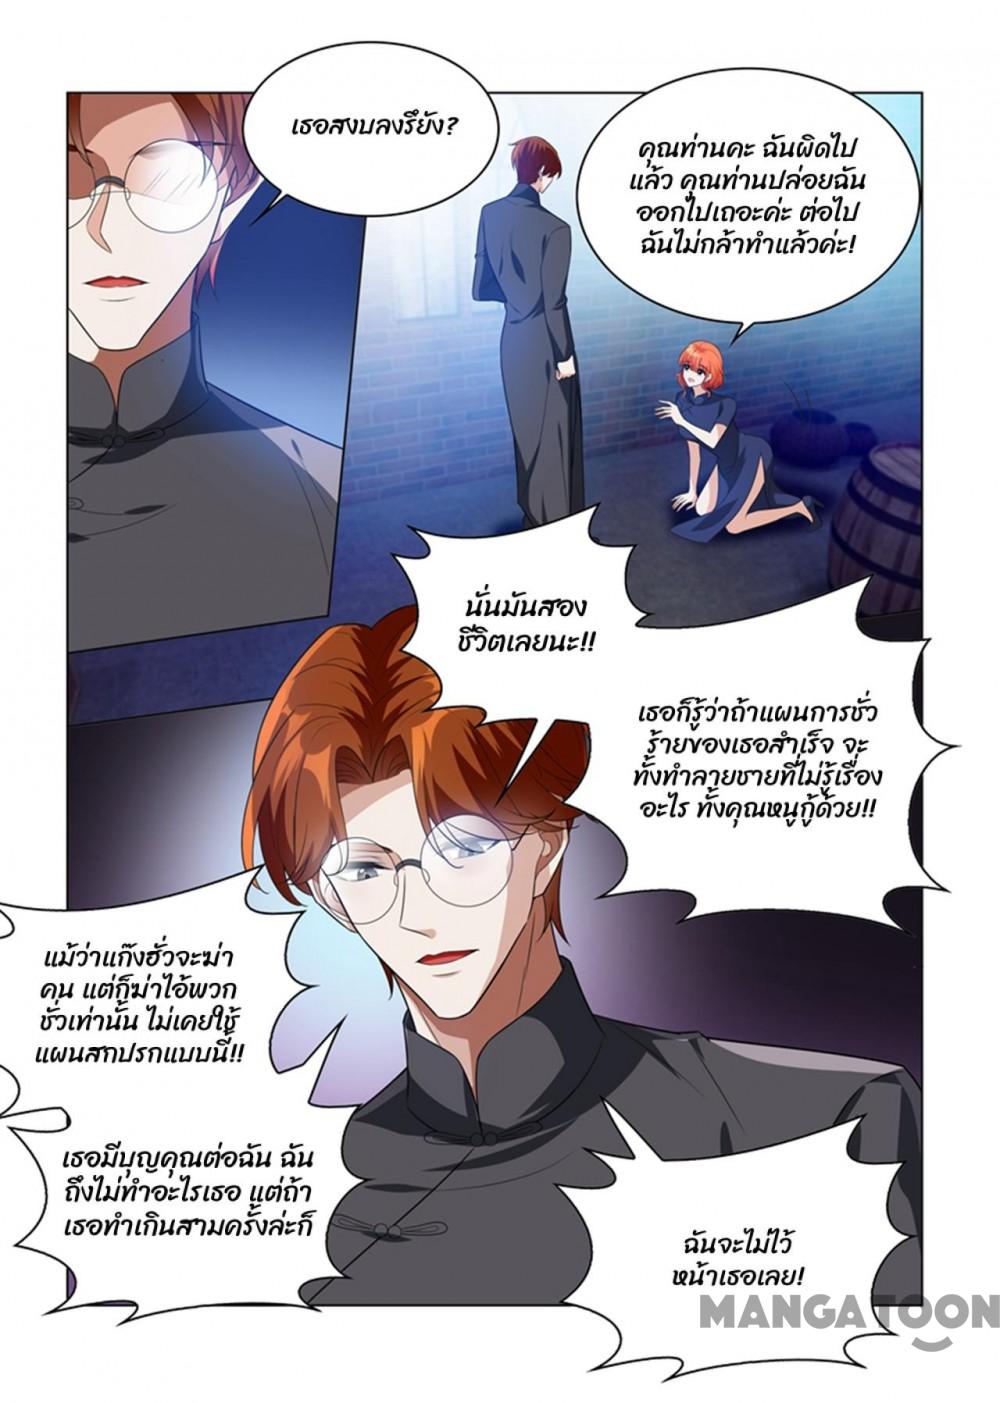 เธอสงบลงรึยัง?
คุณท่านคะ ฉันผิดไป
แล้ว คุณท่านปล่อยฉัน
ออกไปเถอะค่ะ ต่อไป
ฉันไม่กล้าทำแล้วค่ะ!
นั่นมันสอง
ชีวิตเลยนะ!!
เธอก็รู้ว่าถ้าแผนการชั่ว
ร้ายของเธอสำเร็จ จะ
ทั้งทำลายชายที่ไม่รู้เรื่อง
อะไร ทั้งคุณหนูกู้ด้วย!!
แม้ว่าแก๊งฮั่วจะฆ่า
คน แต่ก็ฆ่าไอ้พวก
ชั่วเท่านั้น ไม่เคยใช้
แผนสกปรกแบบนี้!!
เธอมีบุญคุณต่อฉัน ฉัน
ถึงไม่ทำอะไรเธอ แต่ถ้า
เธอทำเกินสามครั้งล่ะก็
ฉันจะไม่ไว้
หน้าเธอเลย!
MANGATOON